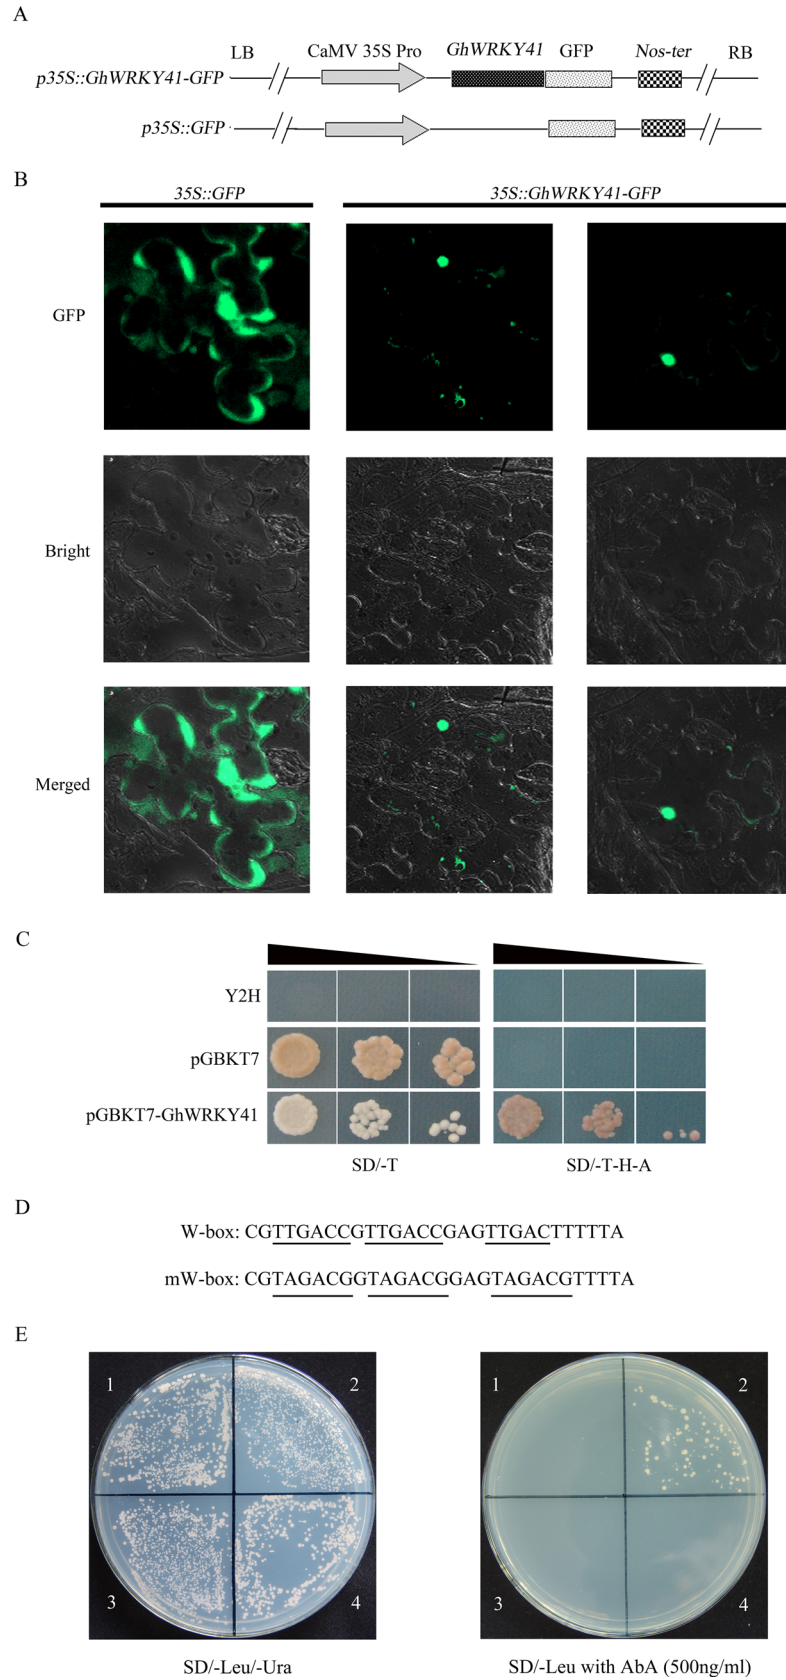 A
LB CaMV 35S Pro GhWRKY41 GFP Nos-ter RB
p35S::GhWRKY41-GFP
p35S::GFP
B
35S::GFP 35S::GhWRKY41-GFP
GFP
Bright
Merged
C
Y2H
pGBKT7
pGBKT7-GhWRKY41
SD/-T SD/-T-H-A
D
W-box: CGTTGACCGTTGACCGAGTTGACTTTTTA
mW-box: CGTAGACGGTAGACGGAGTAGACGTTTTA
E
1 2 1 2
3 4 3 4
SD/-Leu/-Ura SD/-Leu with AbA (500ng/ml)